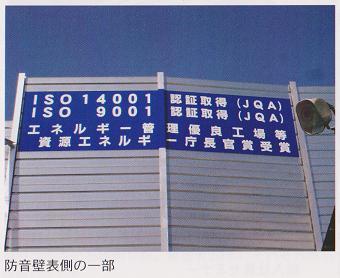 ISO 14001 認証取得 (JQA)
ISO 9001 認証取得 (JQA)
エネルギー管理優良工場等
資源エネルギー庁長官賞受賞
防音壁表側の一部